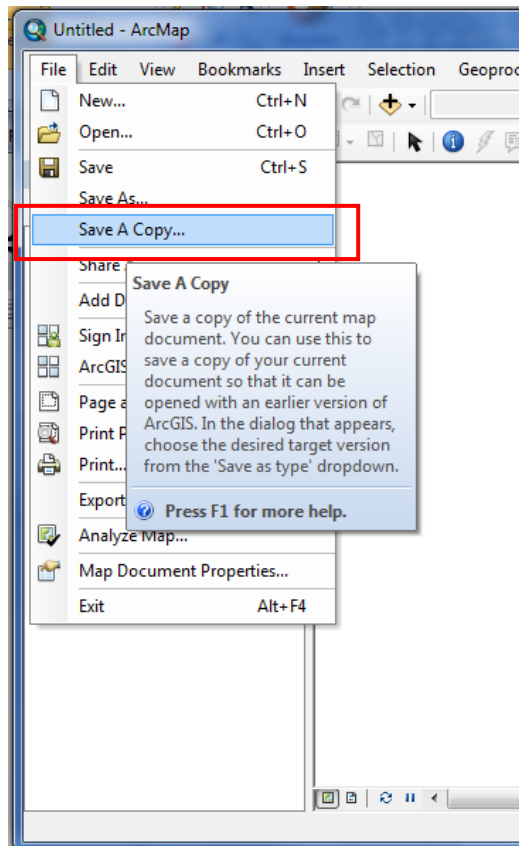 Untitled - ArcMap
File Edit View Bookmarks Insert Selection Geoproc
New... Ctrl+N
Open... Ctrl+O
Save Ctrl+S
Save As...
Save A Copy...
Share
Save A Copy
Add D
Save a copy of the current map
document. You can use this to
save a copy of your current
document so that it can be
opened with an earlier version of
ArcGIS. In the dialog that appears,
choose the desired target version
from the 'Save as type' dropdown.
Press F1 for more help.
Sign In
ArcGIS
Page a
Print P
Print...
Export
Analyze Map...
Map Document Properties...
Exit Alt+F4